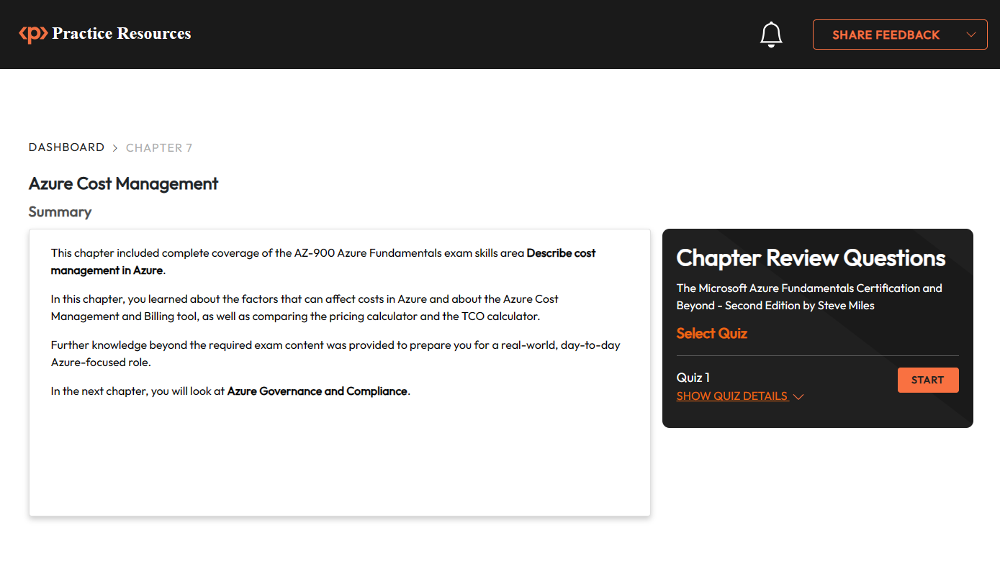 Practice Resources
SHARE FEEDBACK
DASHBOARD > CHAPTER 7
Azure Cost Management
Summary
This chapter included complete coverage of the AZ-900 Azure Fundamentals exam skills area Describe cost
management in Azure.
In this chapter, you learned about the factors that can affect costs in Azure and about the Azure Cost
Management and Billing tool, as well as comparing the pricing calculator and the TCO calculator.
Further knowledge beyond the required exam content was provided to prepare you for a real-world, day-to-day
Azure-focused role.
In the next chapter, you will look at Azure Governance and Compliance.
Chapter Review Questions
The Microsoft Azure Fundamentals Certification and
Beyond - Second Edition by Steve Miles
Select Quiz
Quiz 1
START
SHOW QUIZ DETAILS